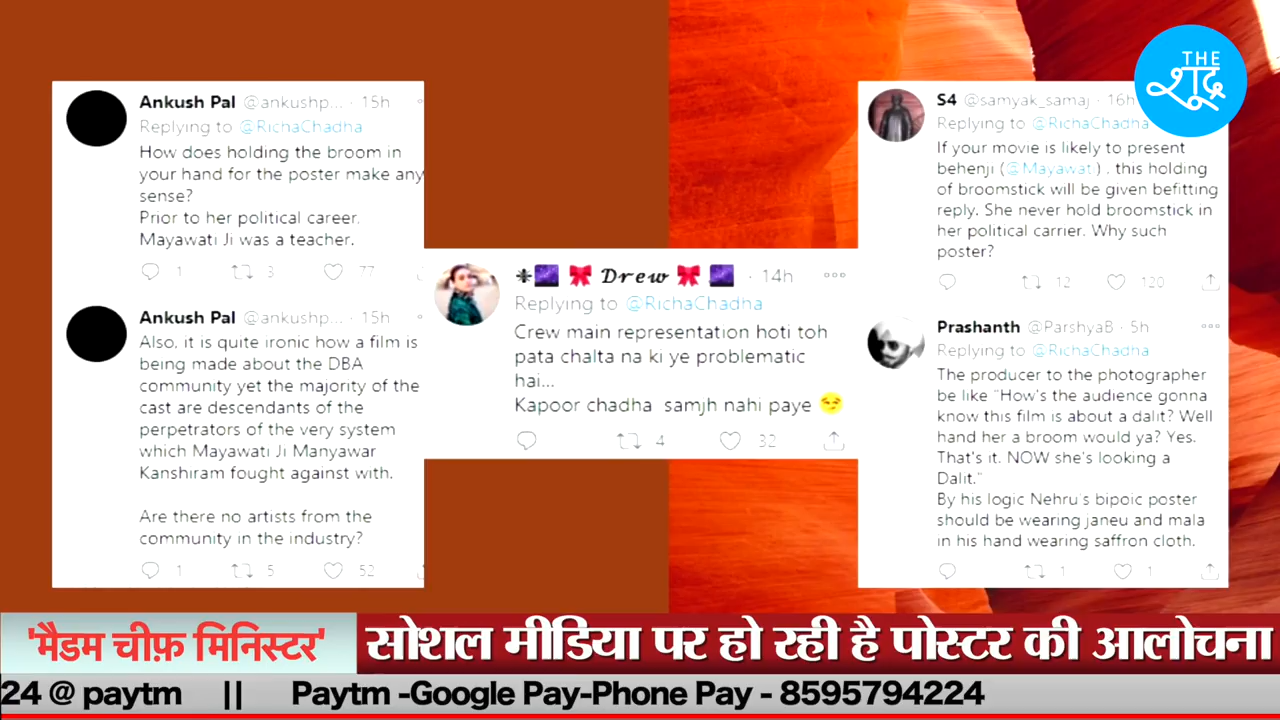 Ankush Pal @ankushp... · 15h
Replying to @RichaChadha
How does holding the broom in
your hand for the poster make any
sense?
Prior to her political career.
Mayawati Ji was a teacher.
1 3 77
Ankush Pal @ankushp... · 15h
Also, it is quite ironic how a film is
being made about the DBA
community yet the majority of the
cast are descendants of the
perpetrators of the very system
which Mayawati Ji Manyawar
Kanshiram fought against with.
Are there no artists from the
community in the industry?
1 5 52
Drew · 14h
Replying to @RichaChadha
Crew main representation hoti toh
pata chalta na ki ye problematic
hai...
Kapoor chadha samjh nahi paye 😏
4 32
S4 @samyak_samaj · 16h
Replying to @RichaChadha
If your movie is likely to present
behenji (@Mayawati) . this holding
of broomstick will be given befitting
reply. She never hold broomstick in
her political carrier. Why such
poster?
12 120
Prashanth @ParshyaB · 5h
Replying to @RichaChadha
The producer to the photographer
be like "How's the audience gonna
know this film is about a dalit? Well
hand her a broom would ya? Yes.
That's it. NOW she's looking a
Dalit."
By his logic Nehru's bipoic poster
should be wearing janeu and mala
in his hand wearing saffron cloth.
1 1
THE
शूद्र
'मैडम चीफ़ मिनिस्टर'
सोशल मीडिया पर हो रही है पोस्टर की आलोचना
24 @ paytm || Paytm -Google Pay-Phone Pay - 8595794224